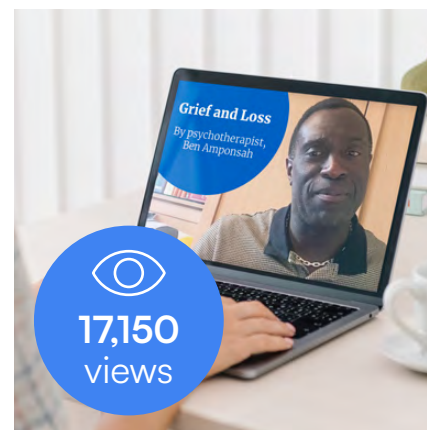 Grief and Loss
By psychotherapist,
Ben Amponsah
17,150
views